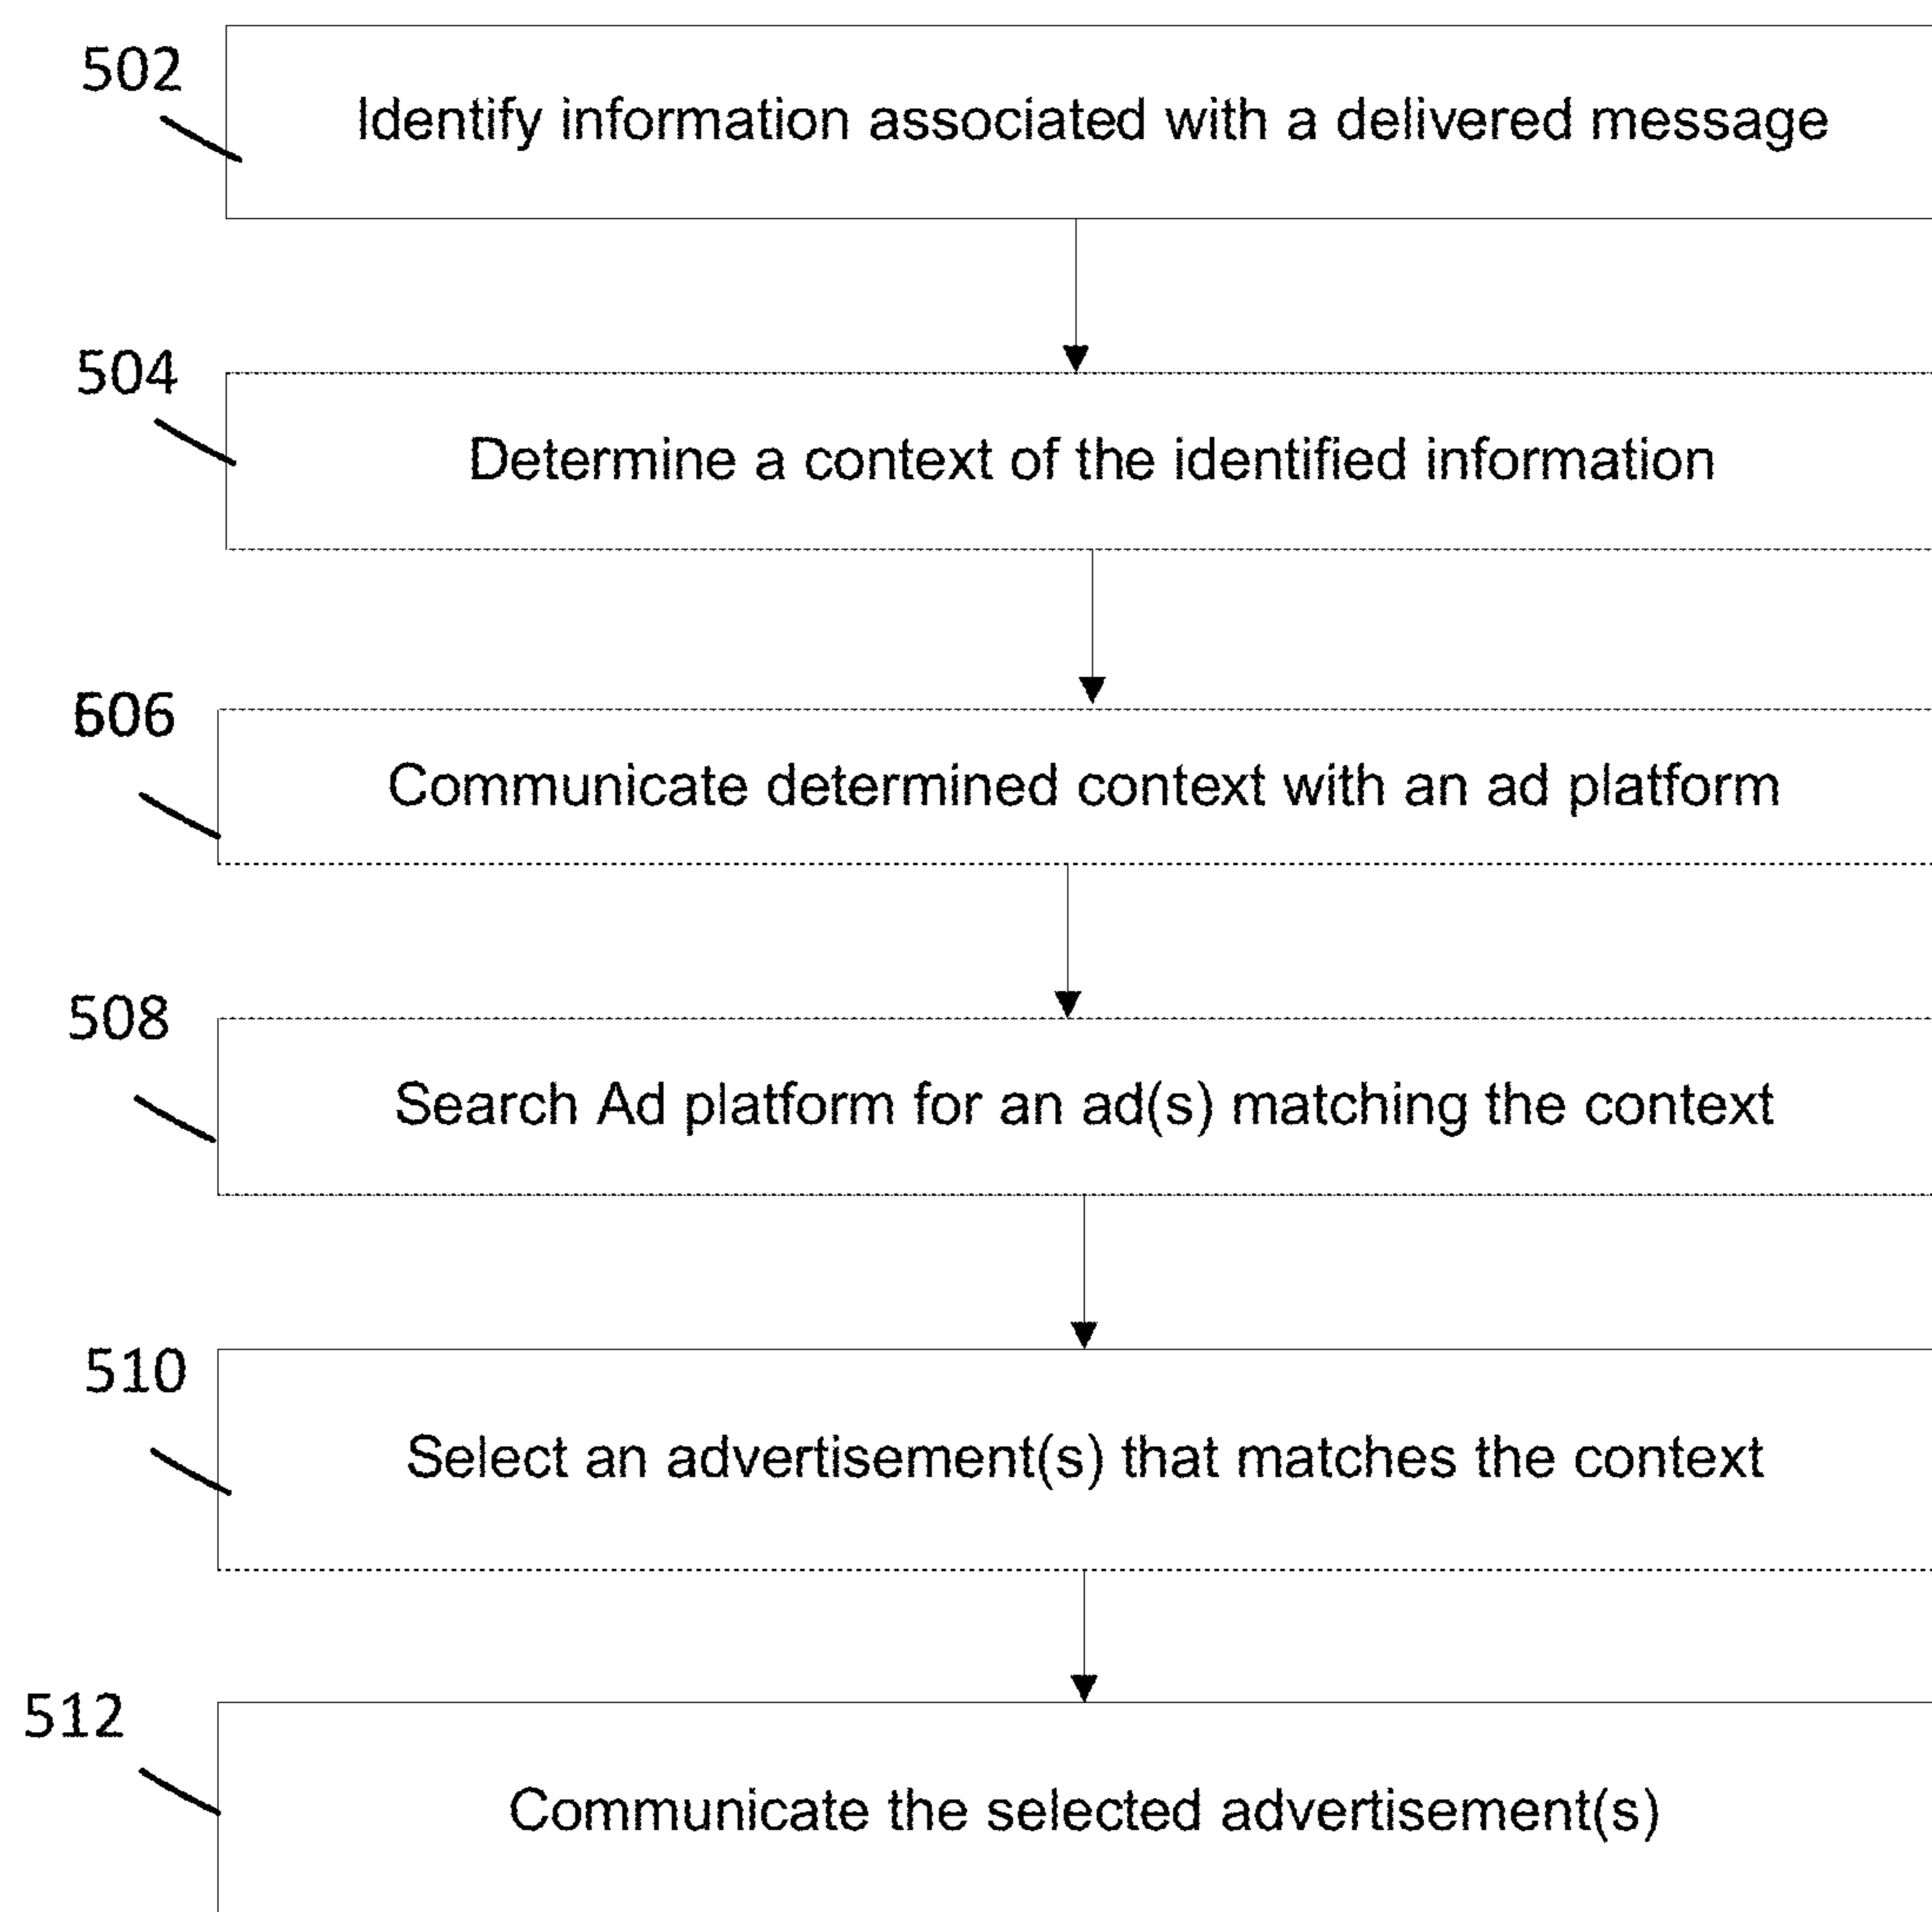 502
Identify information associated with a delivered message
504
Determine a context of the identified information
506
Communicate determined context with an ad platform
508
Search Ad platform for an ad(s) matching the context
510
Select an advertisement(s) that matches the context
512
Communicate the selected advertisement(s)